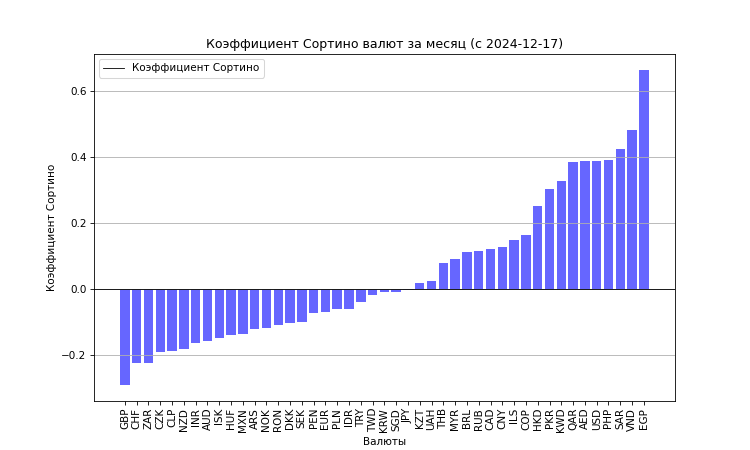 Коэффициент Сортино валют за месяц (с 2024-12-17)
Коэффициент Сортино
0.6
0.4
0.2
0.0
−0.2
Коэффициент Сортино
GBP CHF ZAR CZK CLP NZD INR AUD ISK HUF MXN ARS NOK RON DKK SEK PEN EUR PLN IDR TRY TWD KRW SGD JPY KZT UAH THB MYR BRL RUB CAD CNY ILS COP HKD PKR KWD QAR AED USD PHP SAR VND EGP
Валюты